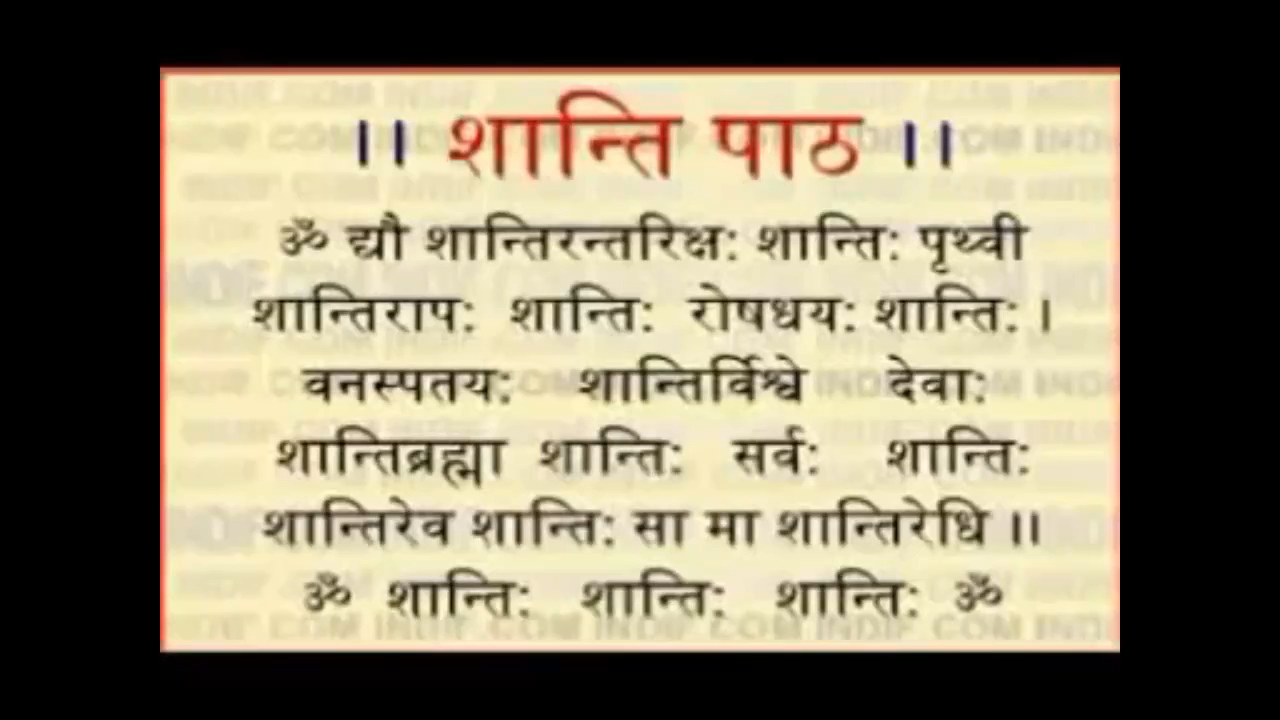 ।। शान्ति पाठ ।।
ॐ द्यौ शान्तिरन्तरिक्ष: शान्ति: पृथ्वी
शान्तिराप: शान्ति: रोषधय: शान्ति: ।
वनस्पतय: शान्तिर्विश्वे देवा:
शान्तिब्रह्मा शान्ति: सर्व: शान्ति:
शान्तिरेव शान्ति: सा मा शान्तिरेधि ।।
ॐ शान्ति: शान्ति: शान्ति: ॐ